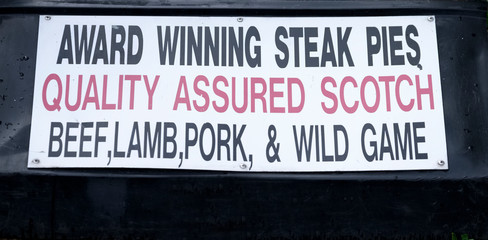 AWARD WINNING STEAK PIES
QUALITY ASSURED SCOTCH
BEEF,LAMB,PORK, & WILD GAME